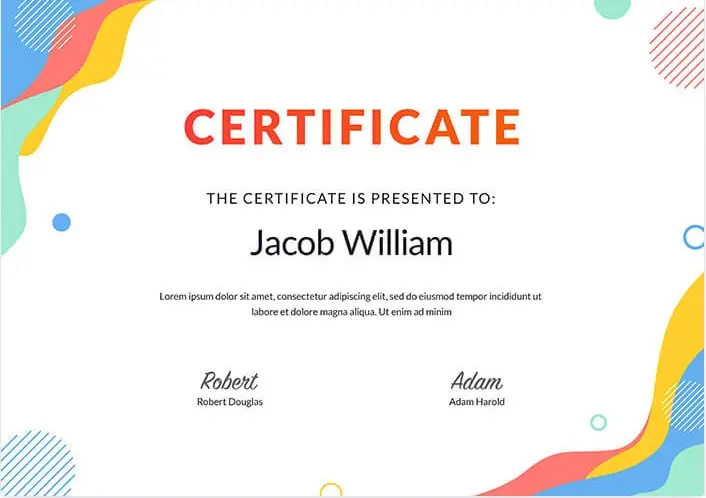 CERTIFICATE
THE CERTIFICATE IS PRESENTED TO:
Jacob William
Lorem ipsum dolor sit amet, consectetur adipiscing elit, sed do eiusmod tempor incididunt ut
labore et dolore magna aliqua. Ut enim ad minim
Robert
Adam
Robert Douglas
Adam Harold